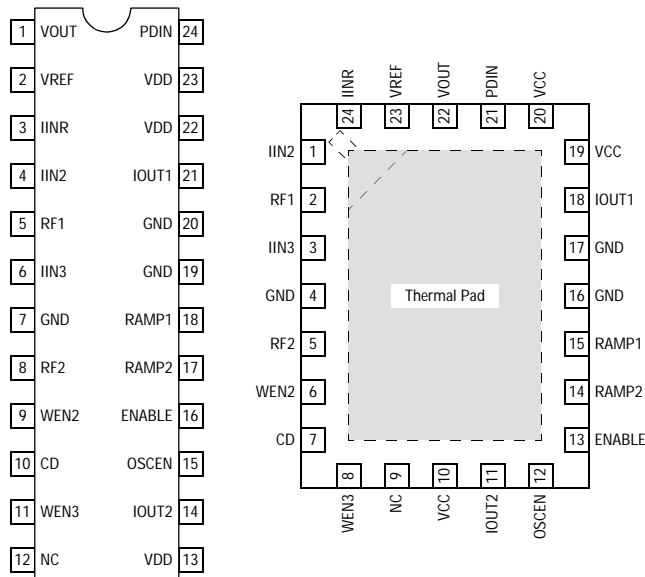 1 VOUT PDIN 24
2 VREF VDD 23
3 IINR VDD 22
4 IIN2 IOUT1 21
5 RF1 GND 20
6 IIN3 GND 19
7 GND RAMP1 18
8 RF2 RAMP2 17
9 WEN2 ENABLE 16
10 CD OSCEN 15
11 WEN3 IOUT2 14
12 NC VDD 13
IINR VREF VOUT PDIN VCC
24 23 22 21 20
IIN2 1 19 VCC
RF1 2 18 IOUT1
IIN3 3 17 GND
GND 4 Thermal Pad 16 GND
RF2 5 15 RAMP1
WEN2 6 14 RAMP2
CD 7 13 ENABLE
8 9 10 11 12
WEN3 NC VCC IOUT2 OSCEN